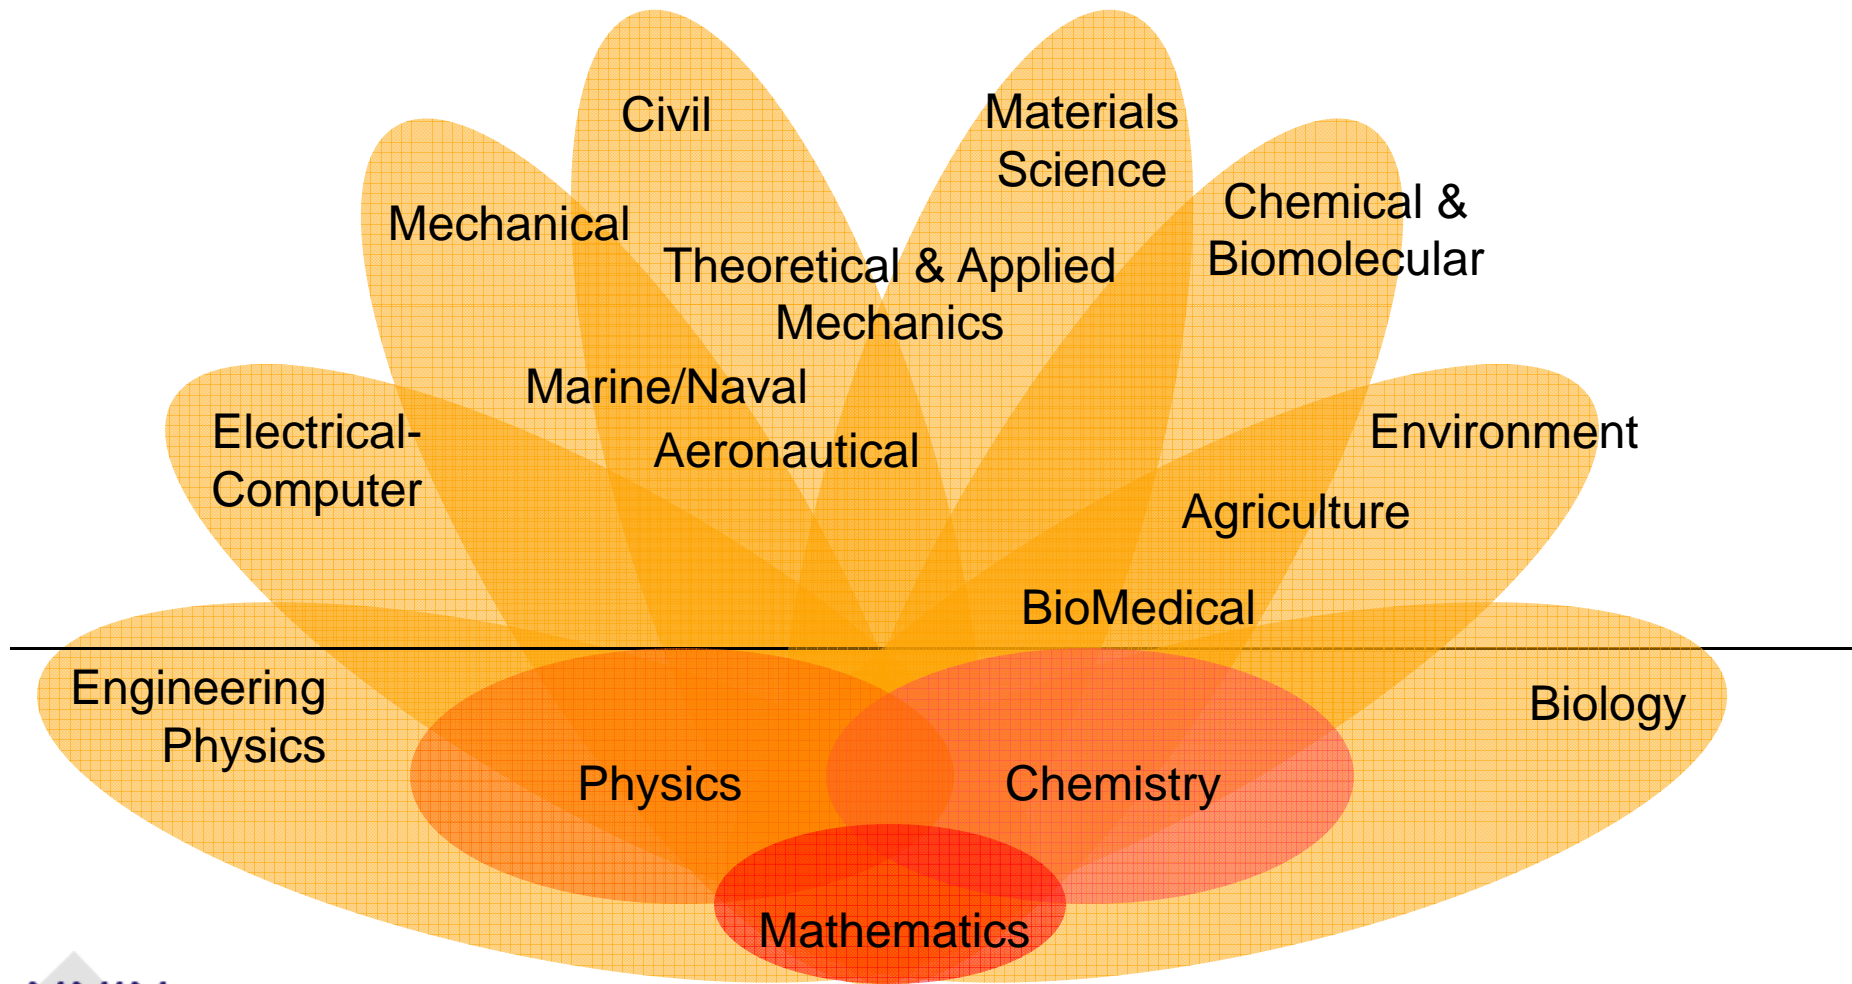 Civil
Materials
Science
Mechanical
Chemical &
Biomolecular
Theoretical & Applied
Mechanics
Marine/Naval
Aeronautical
Electrical-
Computer
Environment
Agriculture
BioMedical
Engineering
Physics
Biology
Physics
Chemistry
Mathematics